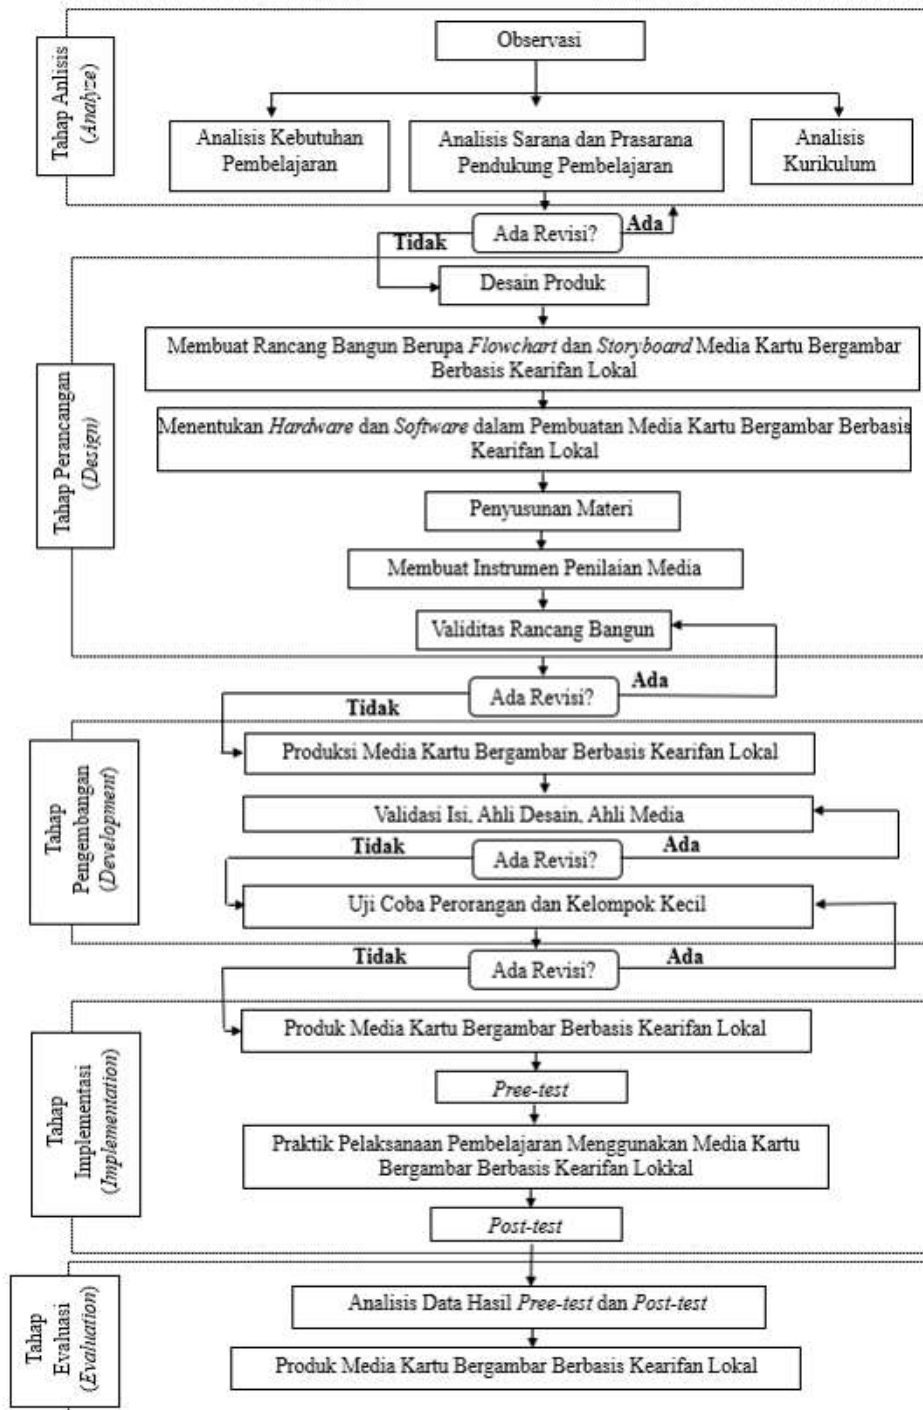 Tahap Anlisis
(Analyze)
Observasi
Analisis Kebutuhan
Pembelajaran
Analisis Sarana dan Prasarana
Pendukung Pembelajaran
Analisis
Kurikulum
Ada Revisi?
Ada
Tidak
Tahap Perancangan
(Design)
Desain Produk
Membuat Rancang Bangun Berupa Flowchart dan Storyboard Media Kartu Bergambar
Berbasis Kearifan Lokal
Menentukan Hardware dan Software dalam Pembuatan Media Kartu Bergambar Berbasis
Kearifan Lokal
Penyusunan Materi
Membuat Instrumen Penilaian Media
Validitas Rancang Bangun
Ada Revisi?
Ada
Tidak
Tahap
Pengembangan
(Development)
Produksi Media Kartu Bergambar Berbasis Kearifan Lokal
Validasi Isi, Ahli Desain, Ahli Media
Tidak
Ada Revisi?
Ada
Uji Coba Perorangan dan Kelompok Kecil
Tidak
Ada Revisi?
Ada
Tahap
Implementasi
(Implementation)
Produk Media Kartu Bergambar Berbasis Kearifan Lokal
Pree-test
Praktik Pelaksanaan Pembelajaran Menggunakan Media Kartu
Bergambar Berbasis Kearifan Lokkal
Post-test
Tahap
Evaluasi
(Evaluation)
Analisis Data Hasil Pree-test dan Post-test
Produk Media Kartu Bergambar Berbasis Kearifan Lokal